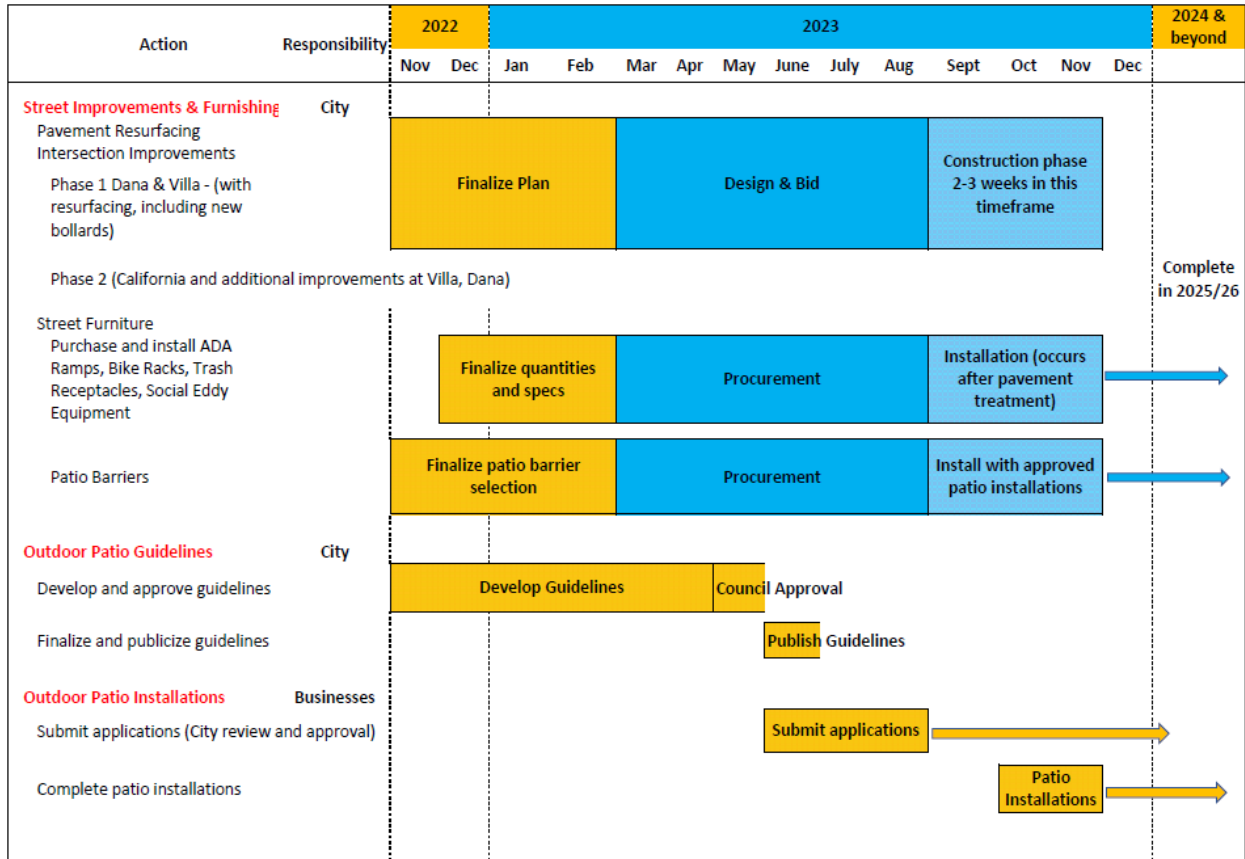 2022
2023
2024 &
beyond
Action
Responsibility
Nov Dec Jan Feb Mar Apr May June July Aug Sept Oct Nov Dec
Street Improvements & Furnishing
City
Pavement Resurfacing
Intersection Improvements
Phase 1 Dana & Villa - (with
resurfacing, including new
bollards)
Finalize Plan
Design & Bid
Construction phase
2-3 weeks in this
timeframe
Phase 2 (California and additional improvements at Villa, Dana)
Complete
in 2025/26
Street Furniture
Purchase and install ADA
Ramps, Bike Racks, Trash
Receptacles, Social Eddy
Equipment
Finalize quantities
and specs
Procurement
Installation (occurs
after pavement
treatment)
Patio Barriers
Finalize patio barrier
selection
Procurement
Install with approved
patio installations
Outdoor Patio Guidelines
City
Develop and approve guidelines
Develop Guidelines
Council Approval
Finalize and publicize guidelines
Publish Guidelines
Outdoor Patio Installations
Businesses
Submit applications (City review and approval)
Submit applications
Complete patio installations
Patio
Installations